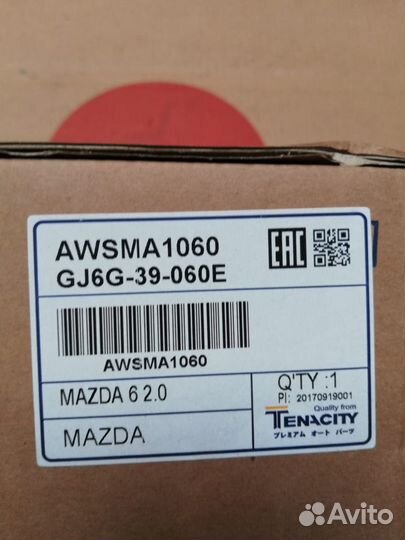 AWSMA1060
GJ6G-39-060E
EAC
AWSMA1060
MAZDA 6 2.0
Q'TY :1
PI: 20170919001
MAZDA
Quality from
TENACITY
プレミアム オート パーツ
Avito